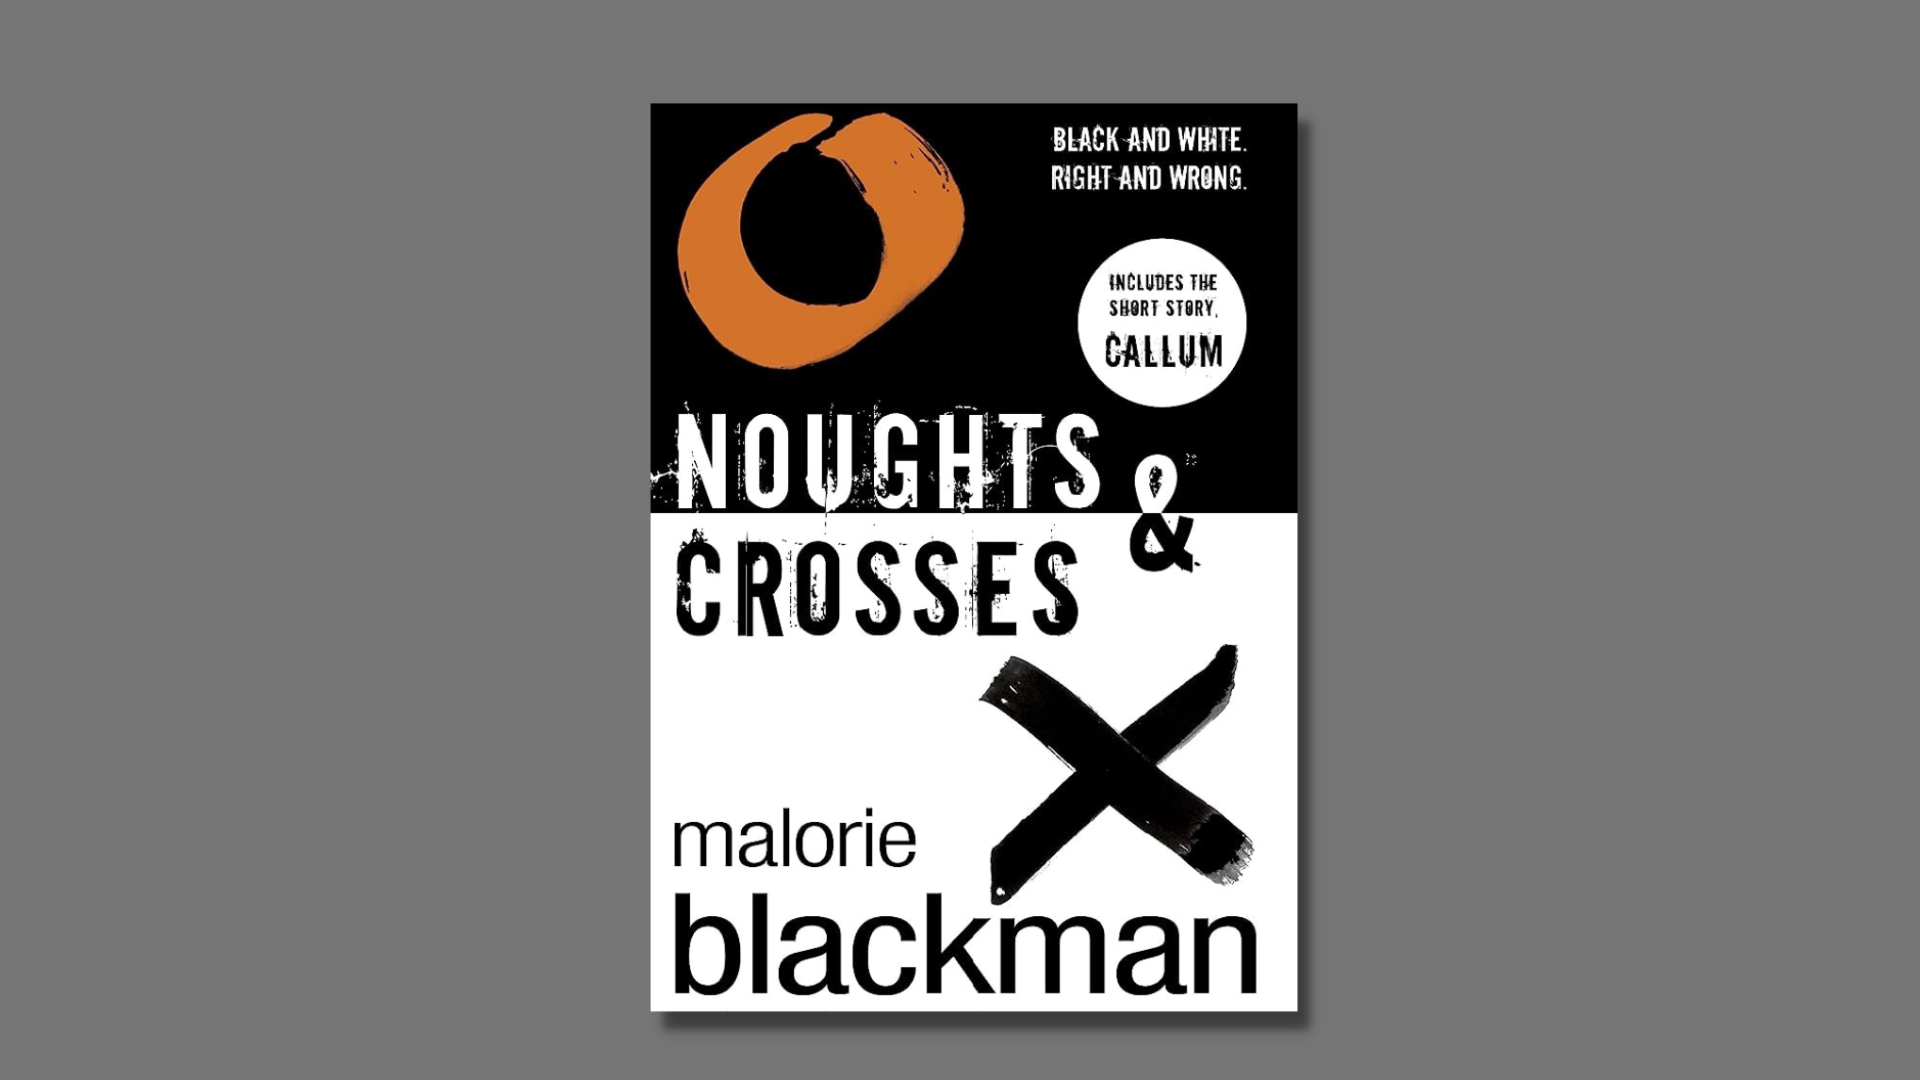 BLACK AND WHITE.
RIGHT AND WRONG.
INCLUDES THE
SHORT STORY,
CALLUM
NOUGHTS &
CROSSES
malorie
blackman